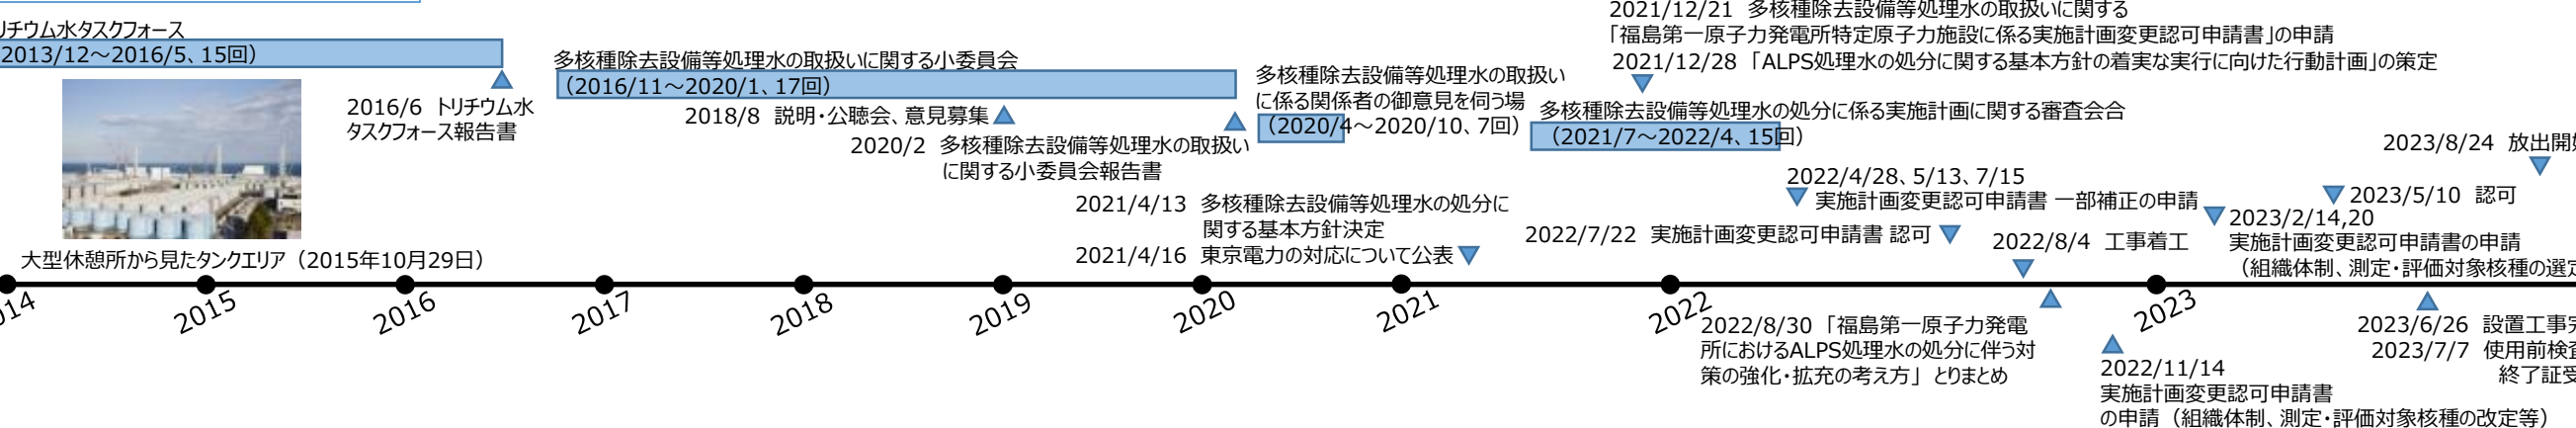 リチウム水タスクフォース
2013/12～2016/5、15回）
2016/6 トリチウム水
タスクフォース報告書
大型休憩所から見たタンクエリア（2015年10月29日）
多核種除去設備等処理水の取扱いに関する小委員会
（2016/11～2020/1、17回）
2018/8 説明・公聴会、意見募集
2020/2 多核種除去設備等処理水の取扱い
に関する小委員会報告書
多核種除去設備等処理水の取扱い
に係る関係者の御意見を伺う場
（2020/4～2020/10、7回）
2021/4/13 多核種除去設備等処理水の処分に
関する基本方針決定
2021/4/16 東京電力の対応について公表
2021/12/21 多核種除去設備等処理水の取扱いに関する
「福島第一原子力発電所特定原子力施設に係る実施計画変更認可申請書」の申請
2021/12/28 「ALPS処理水の処分に関する基本方針の着実な実行に向けた行動計画」の策定
多核種除去設備等処理水の処分に係る実施計画に関する審査会合
（2021/7～2022/4、15回）
2022/4/28、5/13、7/15
実施計画変更認可申請書 一部補正の申請
2022/7/22 実施計画変更認可申請書 認可
2022/8/4 工事着工
2023/8/24 放出開
2023/5/10 認可
2023/2/14,20
実施計画変更認可申請書の申請
（組織体制、測定・評価対象核種の選
14
2015
2016
2017
2018
2019
2020
2021
2022
2023
2022/8/30 「福島第一原子力発電
所におけるALPS処理水の処分に伴う対
策の強化・拡充の考え方」 とりまとめ
2022/11/14
実施計画変更認可申請書
の申請（組織体制、測定・評価対象核種の改定等）
2023/6/26 設置工事
2023/7/7 使用前検
終了証